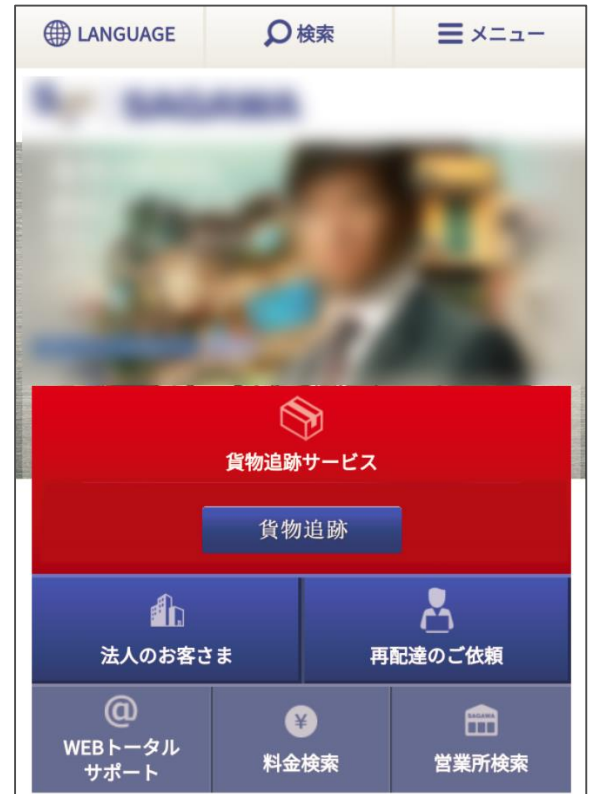 LANGUAGE
検索
メニュー
SAGAWA
貨物追跡サービス
貨物追跡
法人のお客さま
再配達のご依頼
WEBトータル
サポート
料金検索
SAGAWA
営業所検索